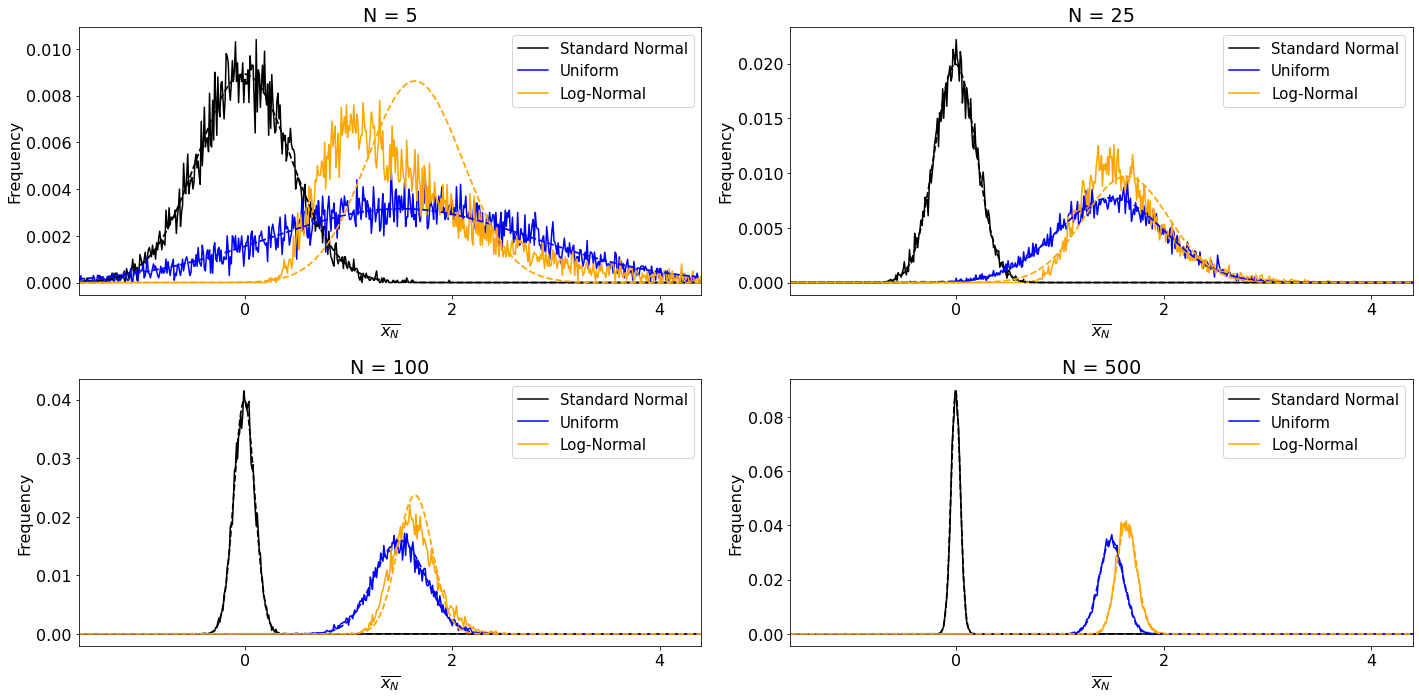 N = 5
Frequency
0.010
0.008
0.006
0.004
0.002
0.000
0 2 4
Standard Normal
Uniform
Log-Normal
x_N
N = 25
Frequency
0.020
0.015
0.010
0.005
0.000
0 2 4
Standard Normal
Uniform
Log-Normal
x_N
N = 100
Frequency
0.04
0.03
0.02
0.01
0.00
0 2 4
Standard Normal
Uniform
Log-Normal
x_N
N = 500
Frequency
0.08
0.06
0.04
0.02
0.00
0 2 4
Standard Normal
Uniform
Log-Normal
x_N